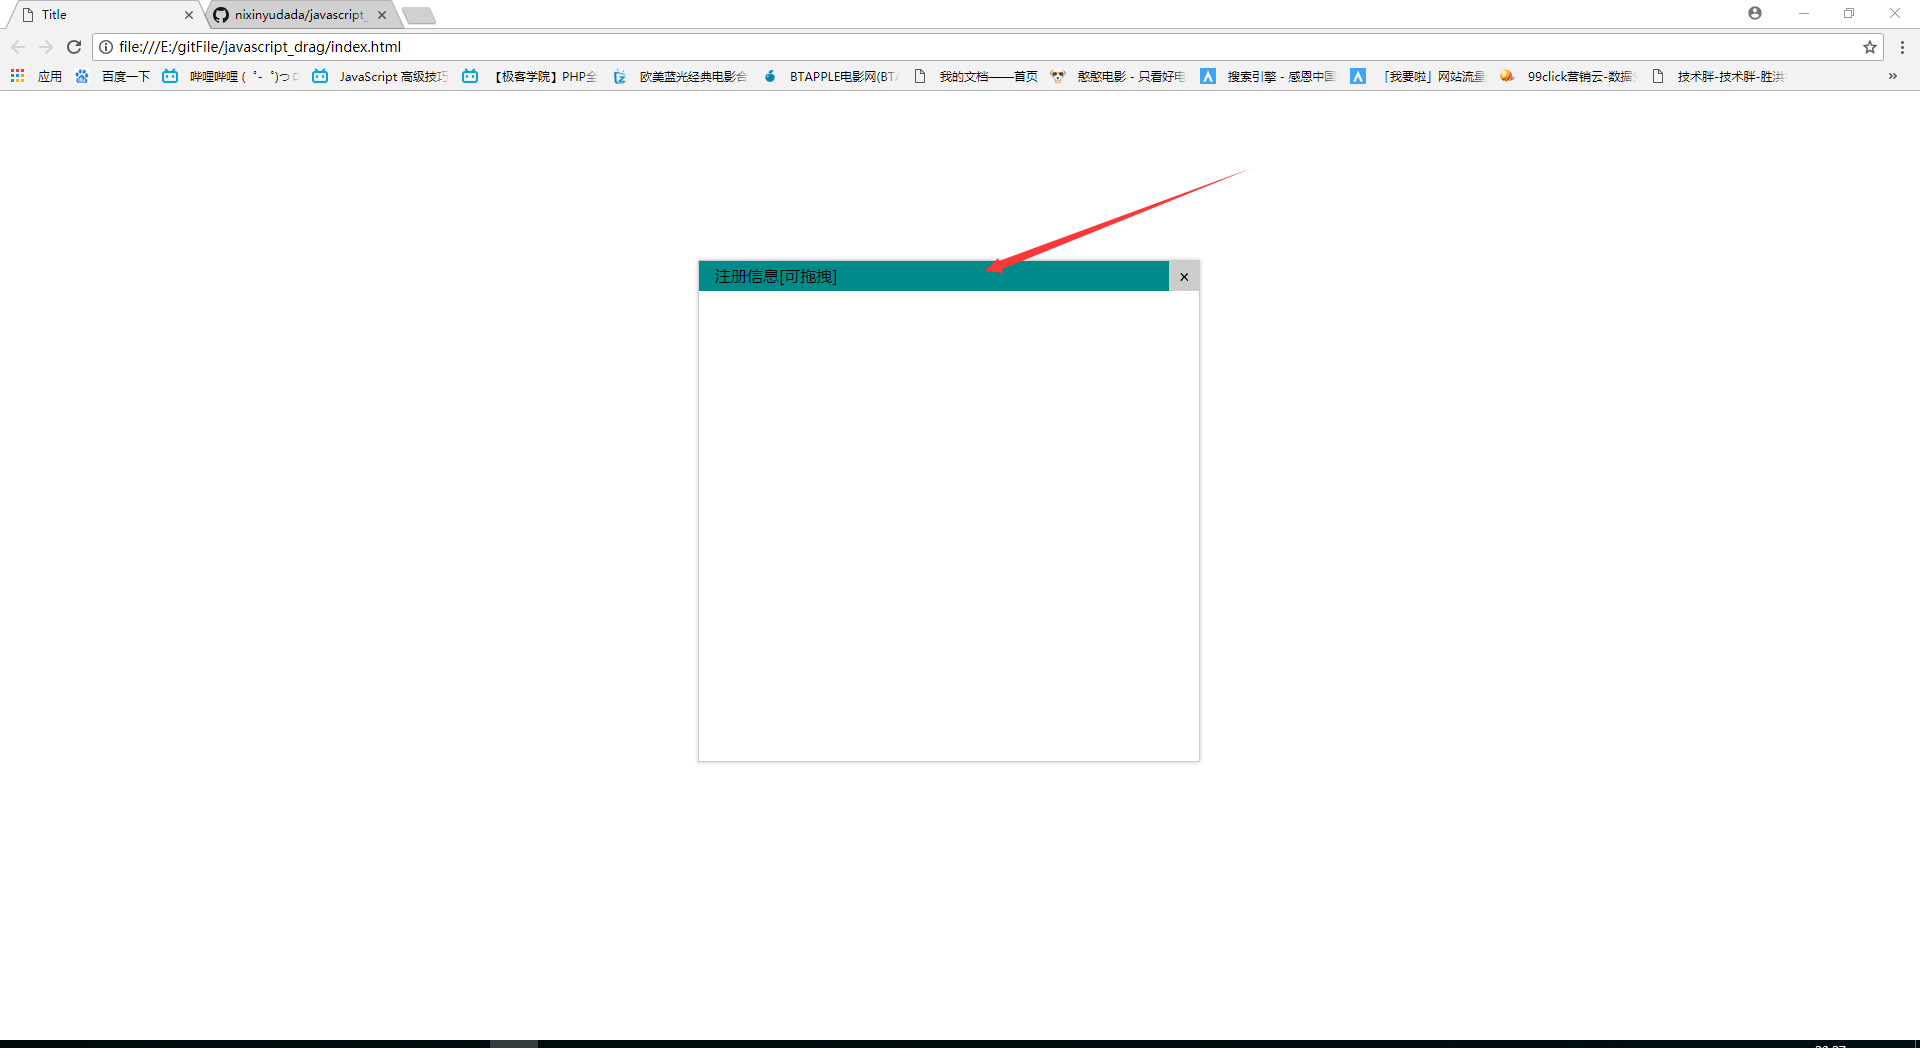 Title
nixinyudada/javascript_
file:///E:/gitFile/javascript_drag/index.html
应用 百度一下 哔哩哔哩 ( ゜- ゜)つ JavaScript 高级技巧 【极客学院】PHP全 欧美蓝光经典电影合 BTAPPLE电影网(BT 我的文档——首页 憨憨电影 - 只看好电 搜索引擎 - 感恩中国 「我要啦」网站流量 99click营销云-数据 技术胖-技术胖-胜洪 »
注册信息[可拖拽] ×